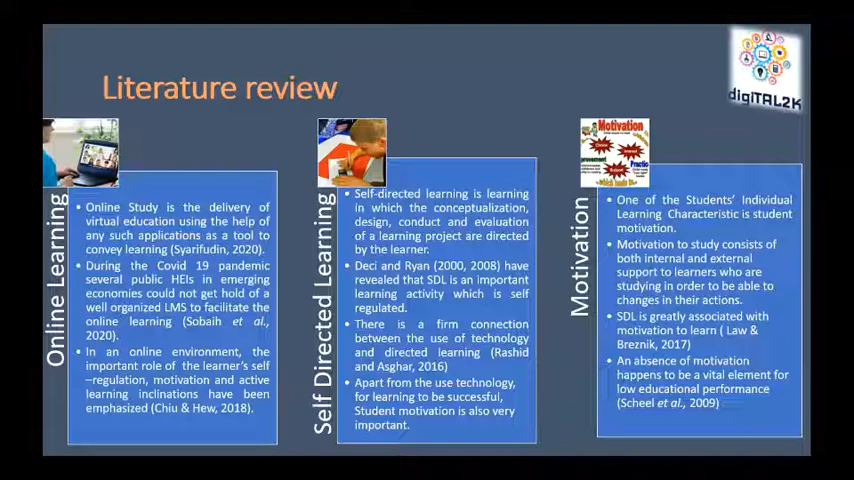 Literature review
digiTAL2K
Online Learning
• Online Study is the delivery of
virtual education using the help of
any such applications as a tool to
convey learning (Syarifudin, 2020).
• During the Covid 19 pandemic
several public HEIs in emerging
economies could not get hold of a
well organized LMS to facilitate the
online learning (Sobaih et al.,
2020).
• In an online environment, the
important role of the learner's self
–regulation, motivation and active
learning inclinations have been
emphasized (Chiu & Hew, 2018).
Self Directed Learning
• Self-directed learning is learning
in which the conceptualization,
design, conduct and evaluation
of a learning project are directed
by the learner.
• Deci and Ryan (2000, 2008) have
revealed that SDL is an important
learning activity which is self
regulated.
• There is a firm connection
between the use of technology
and directed learning (Rashid
and Asghar, 2016)
• Apart from the use technology,
for learning to be successful,
Student motivation is also very
important.
Motivation
Motivation
• One of the Students' Individual
Learning Characteristic is student
motivation.
• Motivation to study consists of
both internal and external
support to learners who are
studying in order to be able to
changes in their actions.
• SDL is greatly associated with
motivation to learn ( Law &
Breznik, 2017)
• An absence of motivation
happens to be a vital element for
low educational performance
(Scheel et al., 2009)